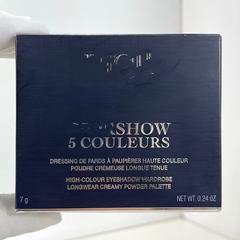 5 COULEURS
DRESSING DE FARDS À PAUPIÈRES HAUTE COULEUR
POUDRE CRÉMEUSE LONGUE TENUE
HIGH-COLOUR EYESHADOW WARDROBE
LONGWEAR CREAMY POWDER PALETTE
7 g
NET WT. 0.24 OZ